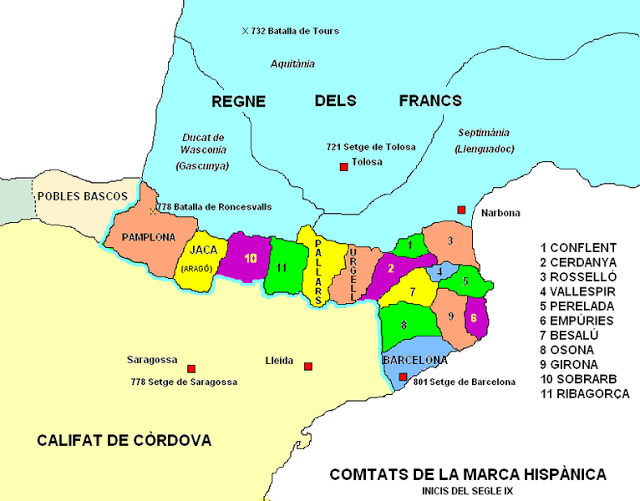 732 Batalla de Tours
Aquitània
REGNE DELS FRANCS
Ducat de
Wasconia
(Gascunya)
721 Setge de Tolosa
Tolosa
Septimània
(Llenguadoc)
POBLES BASCOS
778 Batalla de Roncesvalls
Narbona
PAMPLONA
JACA
(ARAGÓ)
10
11
PALLARS
URGELL
1
2
3
4
5
6
7
8
9
BARCELONA
1 CONFLENT
2 CERDANYA
3 ROSSELLÓ
4 VALLESPIR
5 PERELADA
6 EMPÚRIES
7 BESALÚ
8 OSONA
9 GIRONA
10 SOBRARB
11 RIBAGORÇA
Saragossa
778 Setge de Saragossa
Lleida
801 Setge de Barcelona
CALIFAT DE CÒRDOVA
COMTATS DE LA MARCA HISPÀNICA
INICIS DEL SEGLE IX